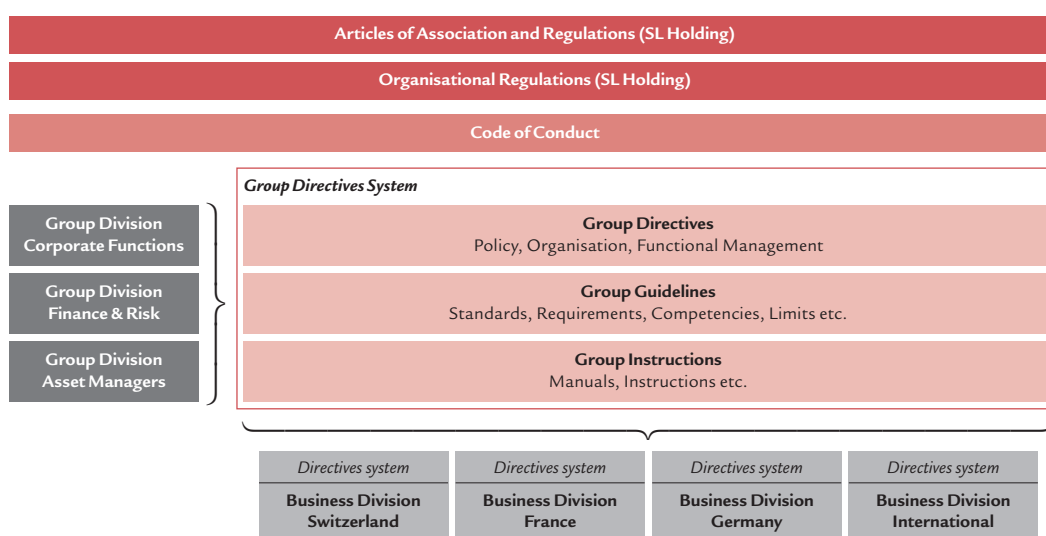 Articles of Association and Regulations (SL Holding)
Organisational Regulations (SL Holding)
Code of Conduct
Group Directives System
Group Division
Corporate Functions
Group Directives
Policy, Organisation, Functional Management
Group Division
Finance & Risk
Group Guidelines
Standards, Requirements, Competencies, Limits etc.
Group Division
Asset Managers
Group Instructions
Manuals, Instructions etc.
Directives system
Business Division
Switzerland
Directives system
Business Division
France
Directives system
Business Division
Germany
Directives system
Business Division
International